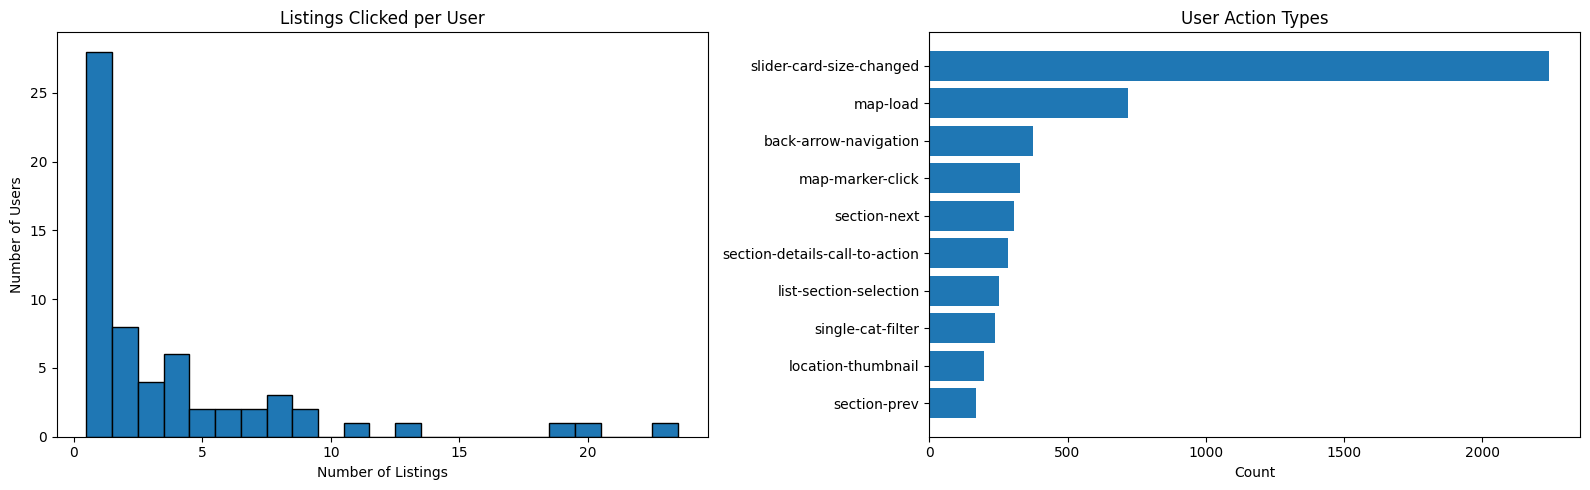 Listings Clicked per User
25
20
15
10
5
0
Number of Users
0 5 10 15 20
Number of Listings
User Action Types
slider-card-size-changed
map-load
back-arrow-navigation
map-marker-click
section-next
section-details-call-to-action
list-section-selection
single-cat-filter
location-thumbnail
section-prev
0 500 1000 1500 2000
Count